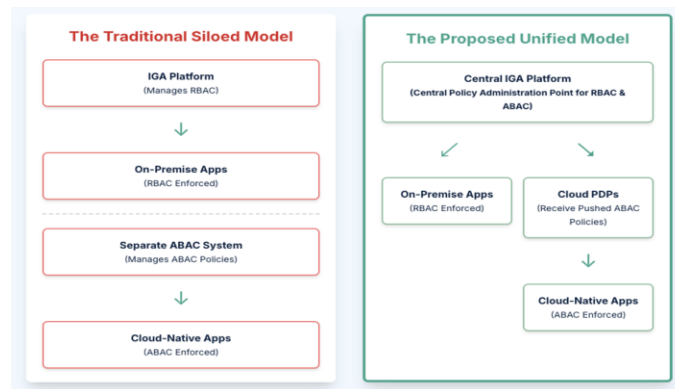 The Traditional Siloed Model
IGA Platform
(Manages RBAC)
On-Premise Apps
(RBAC Enforced)
Separate ABAC System
(Manages ABAC Policies)
Cloud-Native Apps
(ABAC Enforced)
The Proposed Unified Model
Central IGA Platform
(Central Policy Administration Point for RBAC &
ABAC)
On-Premise Apps
(RBAC Enforced)
Cloud PDPs
(Receive Pushed ABAC
Policies)
Cloud-Native Apps
(ABAC Enforced)